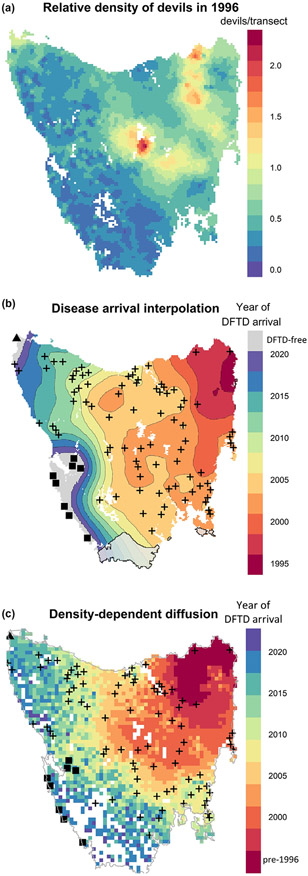 (a)
Relative density of devils in 1996
devils/transect
2.0
1.5
1.0
0.5
0.0
(b)
Disease arrival interpolation
Year of
DFTD arrival
DFTD-free
2020
2015
2010
2005
2000
1995
(c)
Density-dependent diffusion
Year of
DFTD arrival
2020
2015
2010
2005
2000
pre-1996